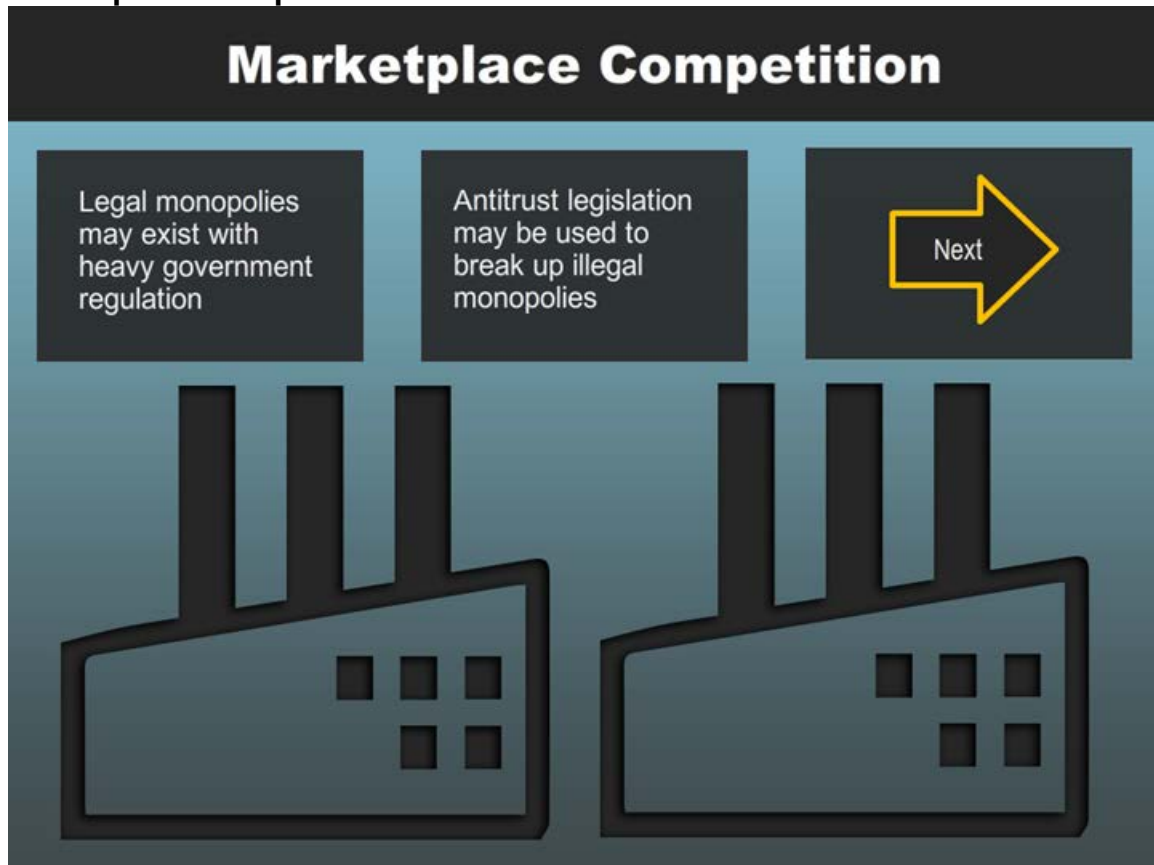 Marketplace Competition
Legal monopolies
may exist with
heavy government
regulation
Antitrust legislation
may be used to
break up illegal
monopolies
Next